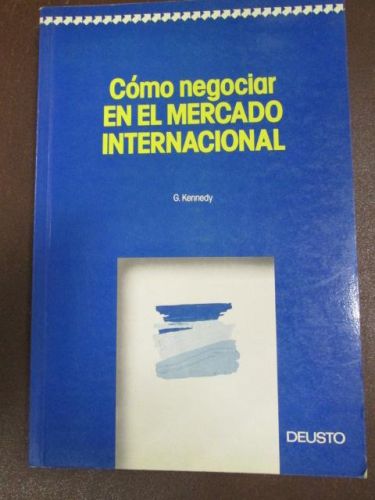 Cómo negociar
EN EL MERCADO
INTERNACIONAL
G. Kennedy
DEUSTO